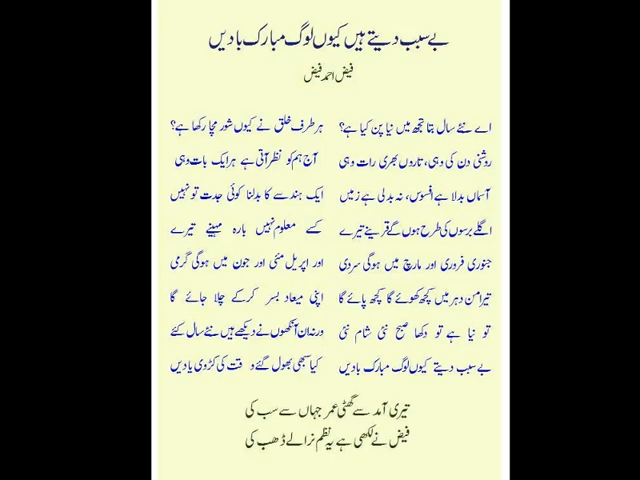 بے سبب دیتے ہیں کیوں لوگ مبارک بادیں
فیض احمد فیض
اے نئے سال بتا تجھ میں نیا پن کیا ہے؟ ہر طرف خلق نے کیوں شور مچا رکھا ہے؟
روشنی دن کی وہی، تاروں بھری رات وہی آج ہم کو نظر آتی ہے ہر ایک بات وہی
آسماں بدلا ہے افسوس، نہ بدلی ہے زمیں ایک ہندسے کا بدلنا کوئی جدت تو نہیں
اگلے برسوں کی طرح ہوں گے قرینے تیرے کسے معلوم نہیں بارہ مہینے تیرے
جنوری فروری اور مارچ میں ہوگی سردی اور اپریل مئی اور جون میں ہوگی گرمی
تیرا من دہر میں کچھ کھوئے گا کچھ پائے گا اپنی میعاد بسر کرکے چلا جائے گا
تو نیا ہے تو دکھا صبح نئی شام نئی ورنہ ان آنکھوں نے دیکھے ہیں نئے سال کئے
بے سبب دیتے کیوں لوگ مبارک بادیں کیا سبھی بھول گئے وقت کی کڑوی یادیں
تیری آمد سے گھٹی عمر جہاں سے سب کی
فیض نے لکھی ہے یہ نظم نرالے ڈھب کی